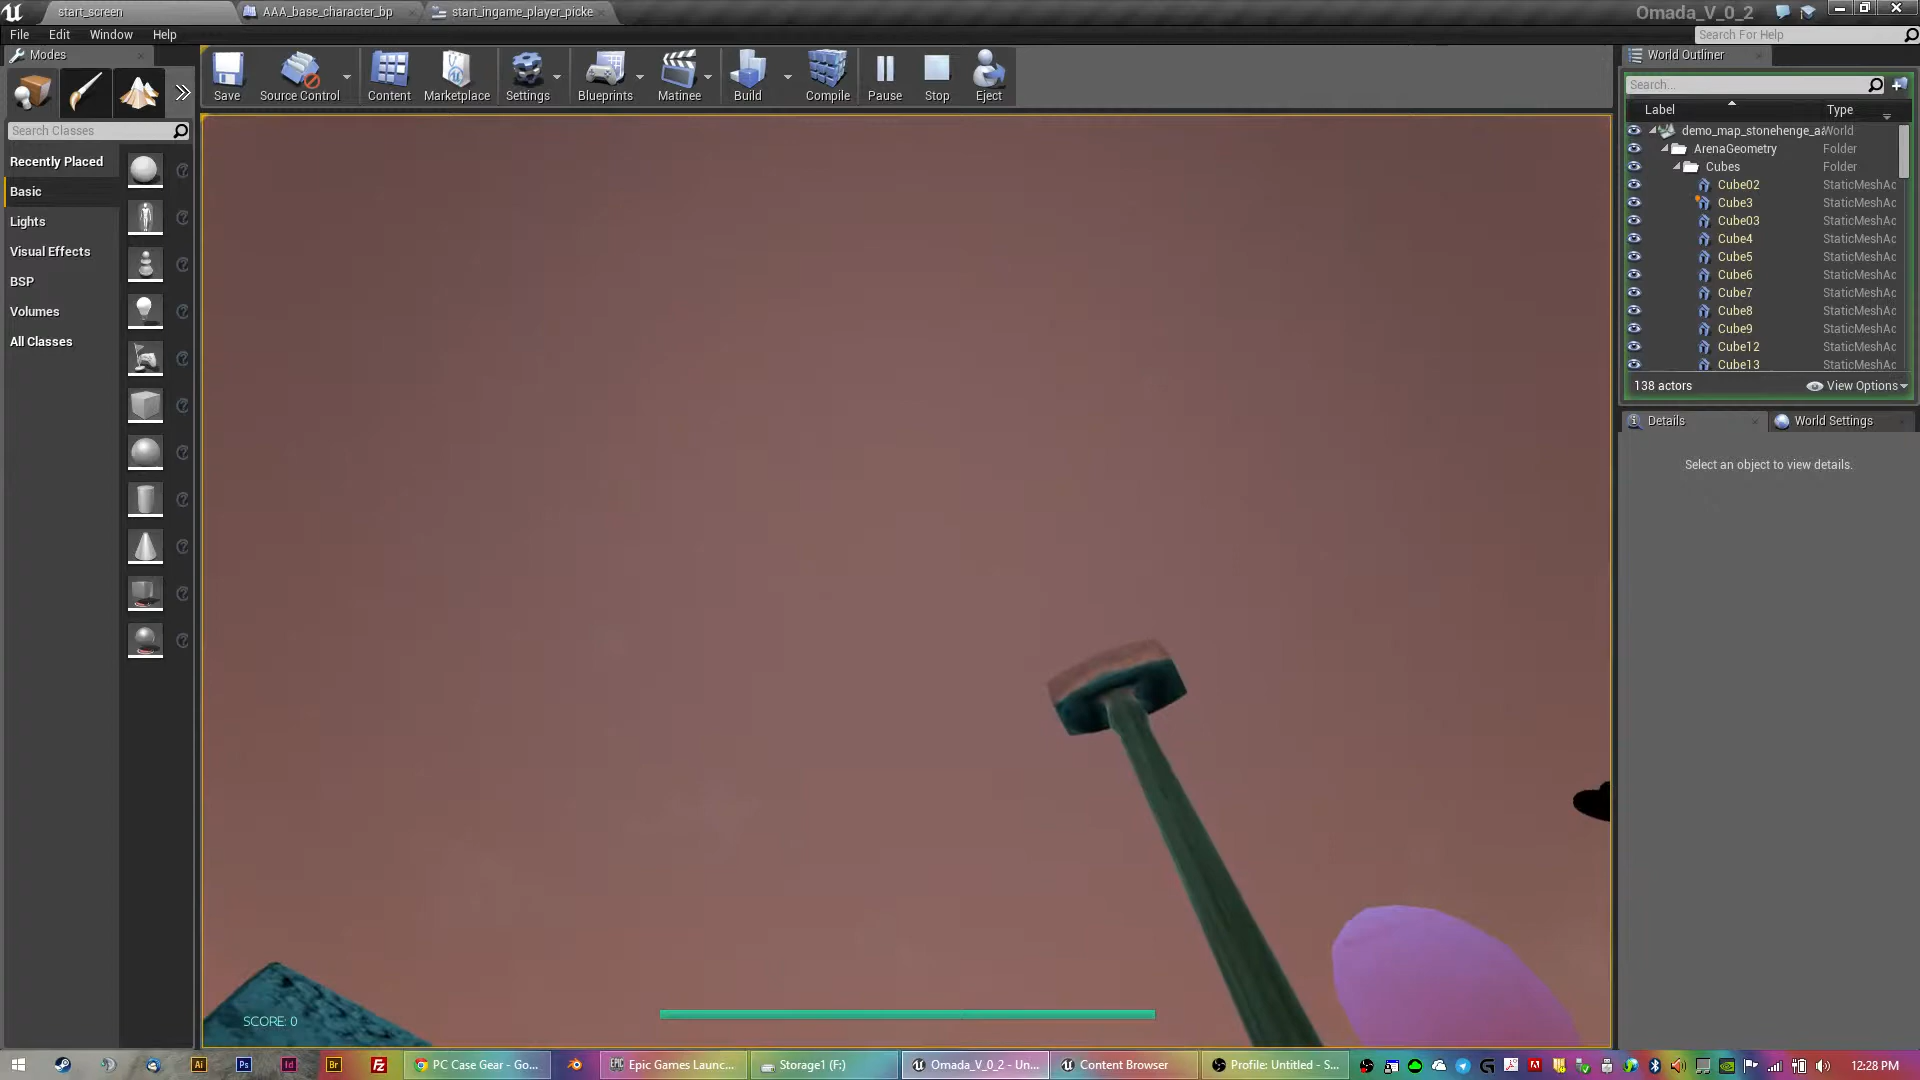 start_screen
AAA_base_character_bp
start_ingame_player_picke
Omada_V_0_2
File Edit Window Help
Search For Help
Modes
Save
Source Control
Content
Marketplace
Settings
Blueprints
Matinee
Build
Compile
Pause
Stop
Eject
World Outliner
Search...
Label Type
Search Classes
Recently Placed
Basic
Lights
Visual Effects
BSP
Volumes
All Classes
demo_map_stonehenge_a World
ArenaGeometry Folder
Cubes Folder
Cube02 StaticMeshAc
Cube3 StaticMeshAc
Cube03 StaticMeshAc
Cube4 StaticMeshAc
Cube5 StaticMeshAc
Cube6 StaticMeshAc
Cube7 StaticMeshAc
Cube8 StaticMeshAc
Cube9 StaticMeshAc
Cube12 StaticMeshAc
Cube13 StaticMeshAc
138 actors View Options
Details World Settings
Select an object to view details.
SCORE: 0
Ai Ps Id Br Fz
PC Case Gear - Go...
Epic Games Launc...
Storage1 (F:)
Omada_V_0_2 - Un...
Content Browser
Profile: Untitled - S...
12:28 PM